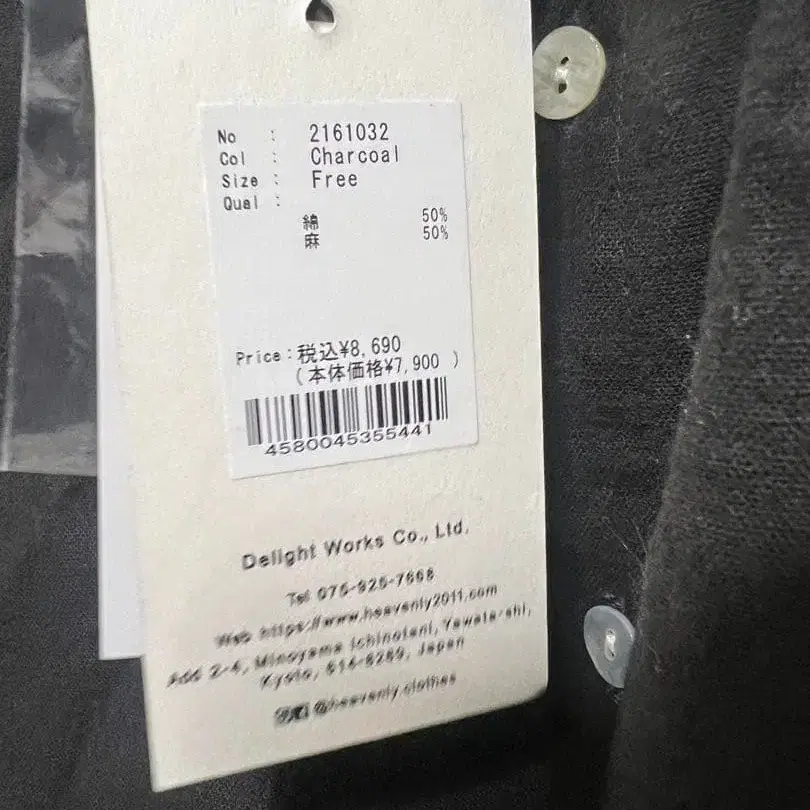 No : 2161032
Col : Charcoal
Size : Free
Qual :
綿 50%
麻 50%
Price : 税込¥8,690
(本体価格¥7,900 )
4580045355441
Delight Works Co., Ltd.
Tel 075-925-7668
Web https://www.heavenly2011.com
Add 2-4, Minoyama Ichinotani, Yawata-shi,
Kyoto, 614-8289, Japan
@heavenly.clothes